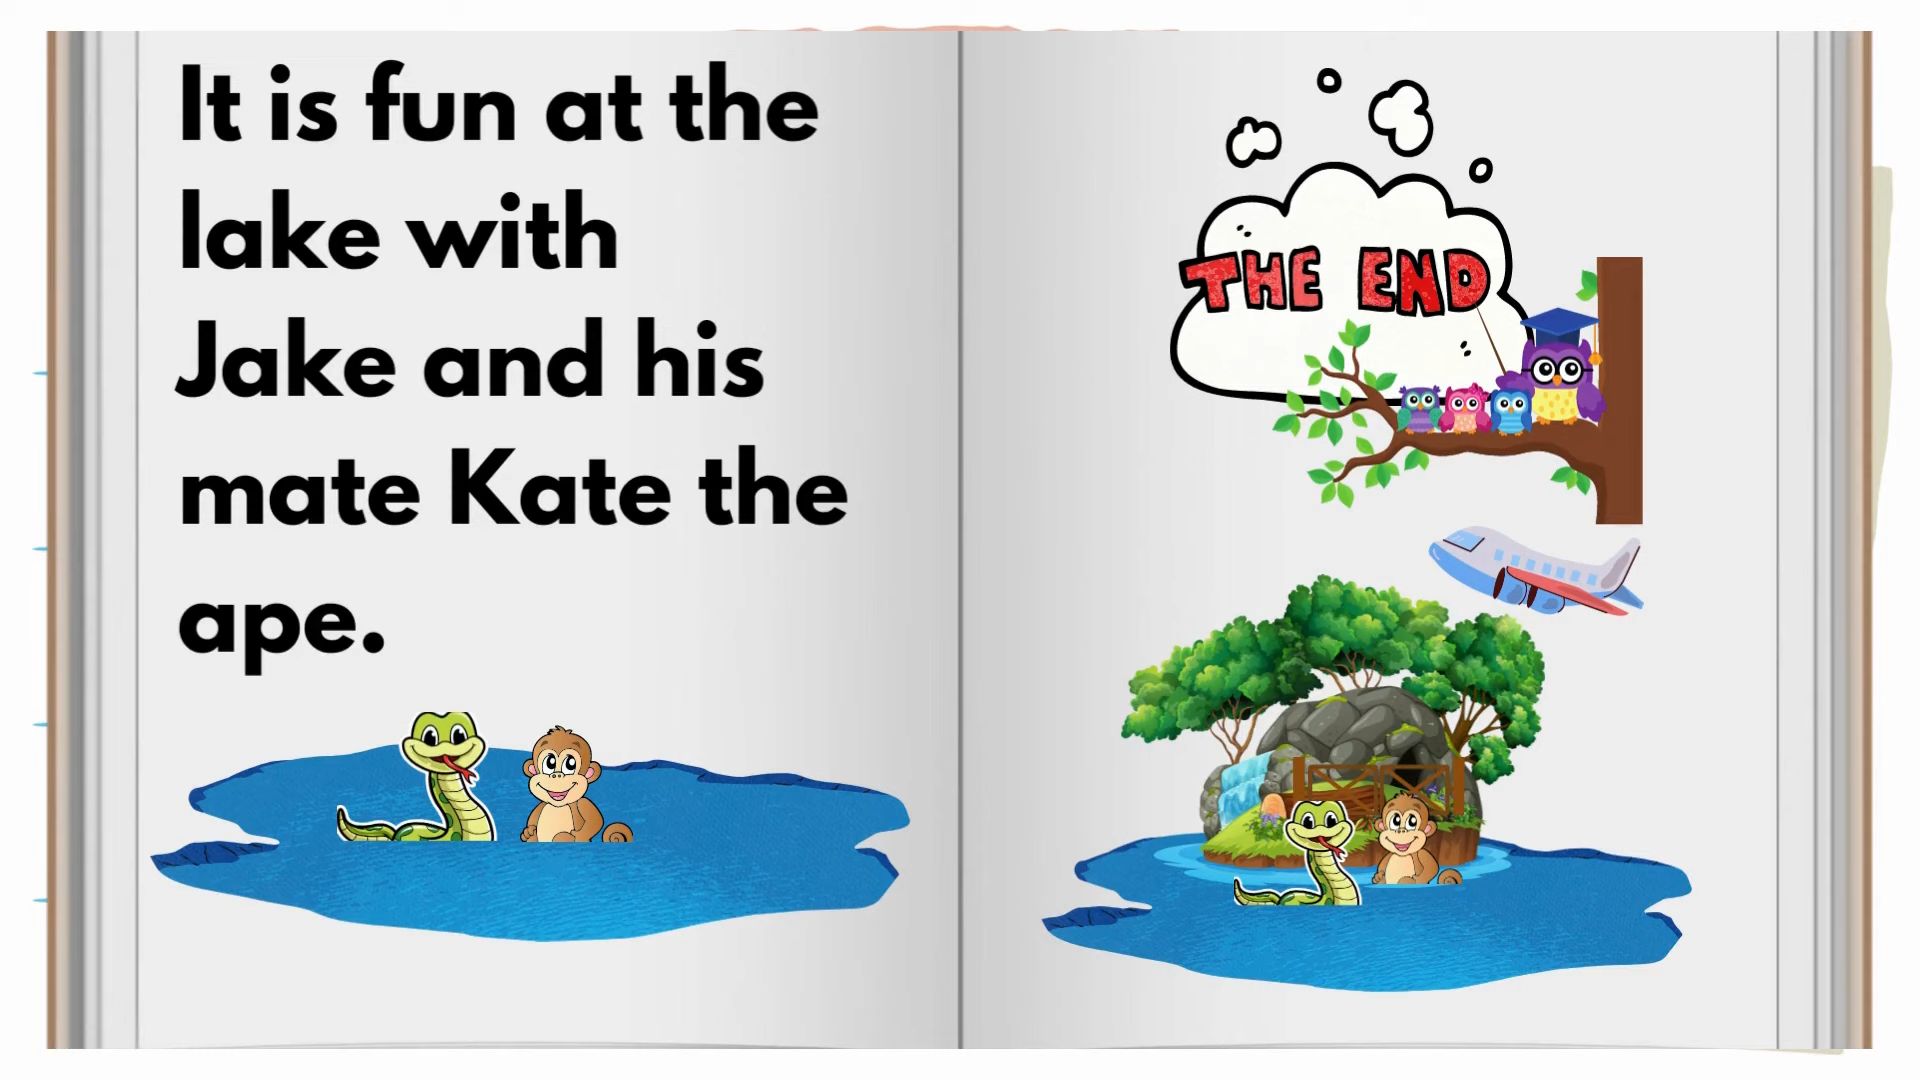 It is fun at the
lake with
Jake and his
mate Kate the
ape.
THE END